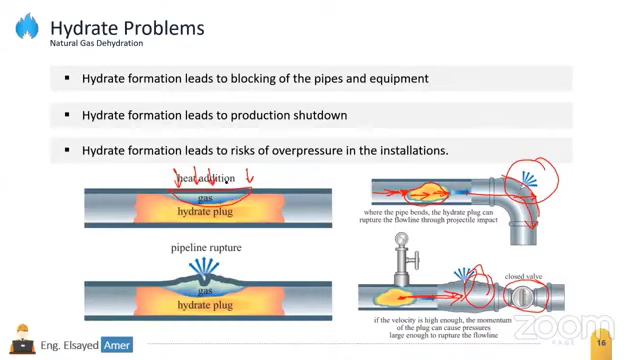 Hydrate Problems
Natural Gas Dehydration
Hydrate formation leads to blocking of the pipes and equipment
Hydrate formation leads to production shutdown
Hydrate formation leads to risks of overpressure in the installations.
heat addition
gas
hydrate plug
pipeline rupture
gas
hydrate plug
where the pipe bends, the hydrate plug can
rupture the flowline through projectile impact
closed valve
if the velocity is high enough, the momentum
of the plug can cause pressures
large enough to rupture the flowline
Eng. Elsayed Amer
zoom
PAGE
16